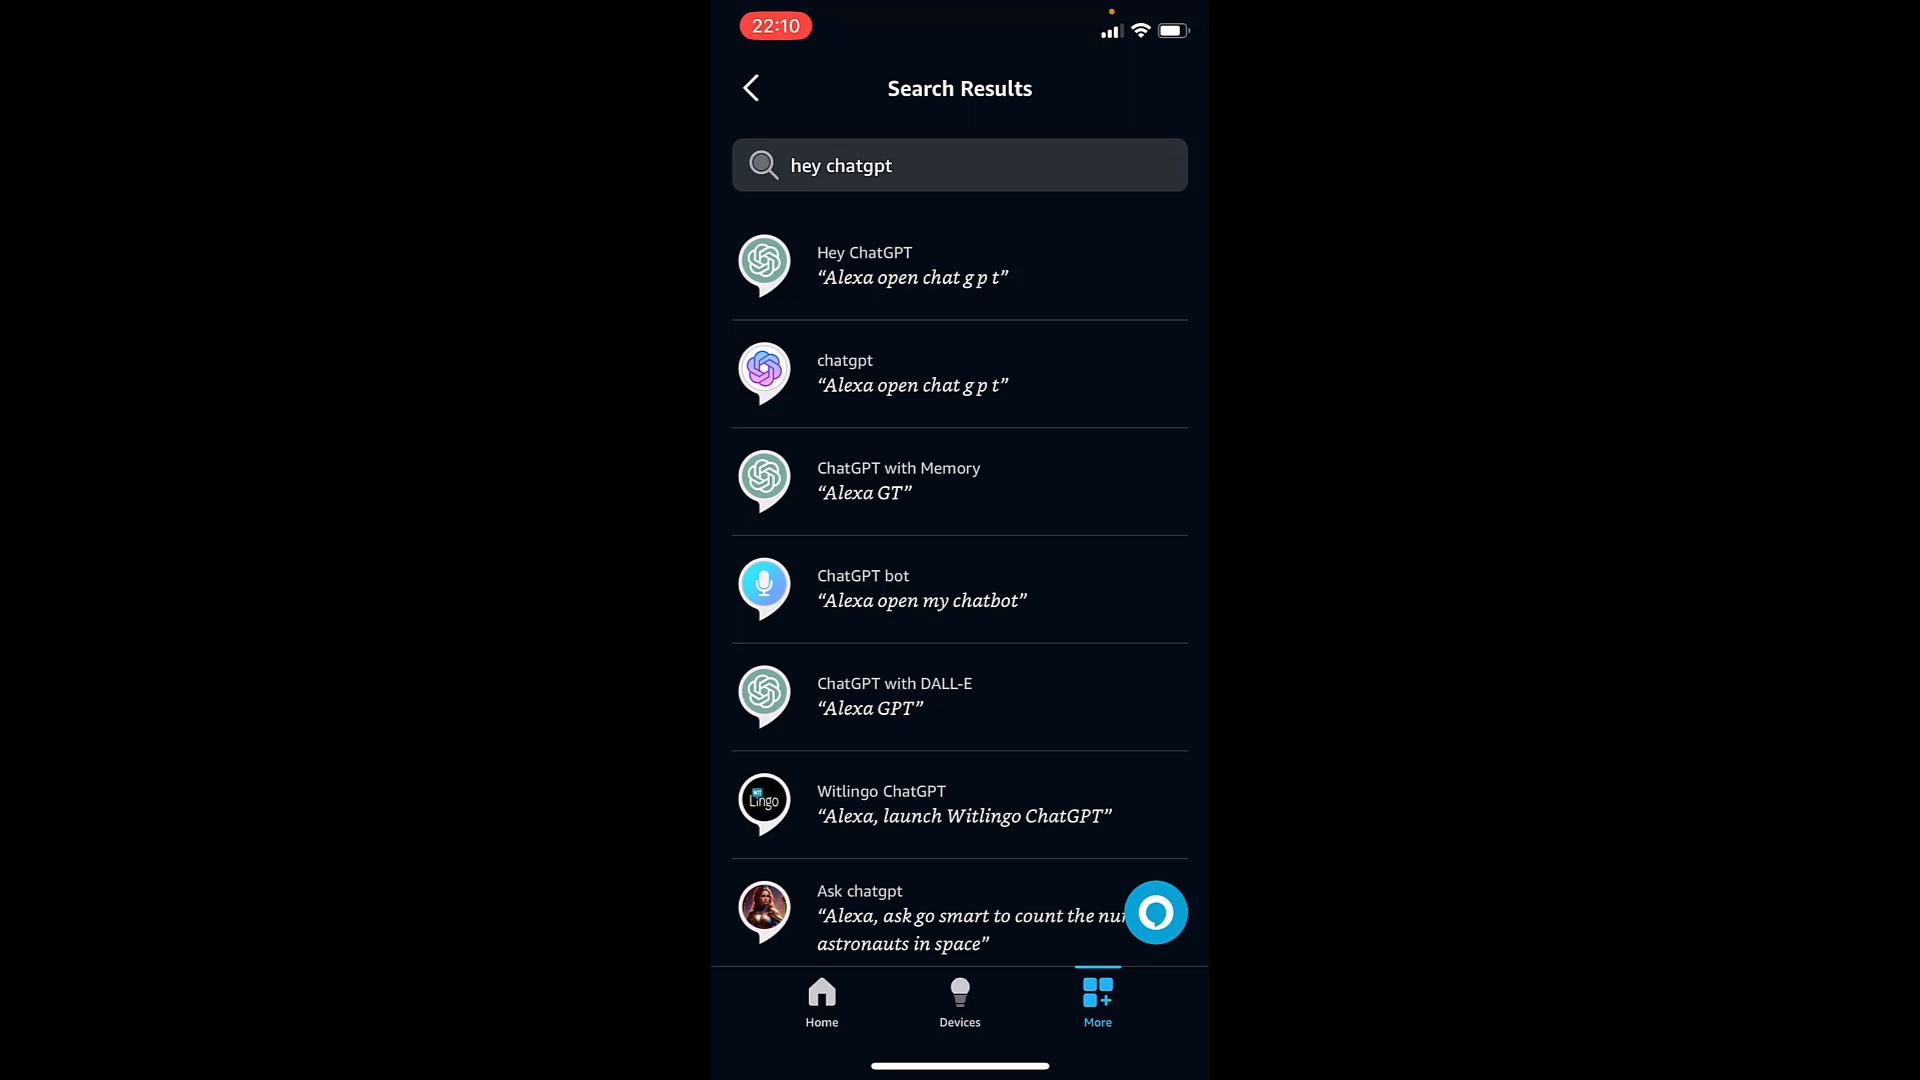 22:10
Search Results
hey chatgpt
Hey ChatGPT
“Alexa open chat g p t”
chatgpt
“Alexa open chat g p t”
ChatGPT with Memory
“Alexa GT”
ChatGPT bot
“Alexa open my chatbot”
ChatGPT with DALL-E
“Alexa GPT”
WIT
Lingo
Witlingo ChatGPT
“Alexa, launch Witlingo ChatGPT”
Ask chatgpt
“Alexa, ask go smart to count the
astronauts in space”
Home
Devices
More